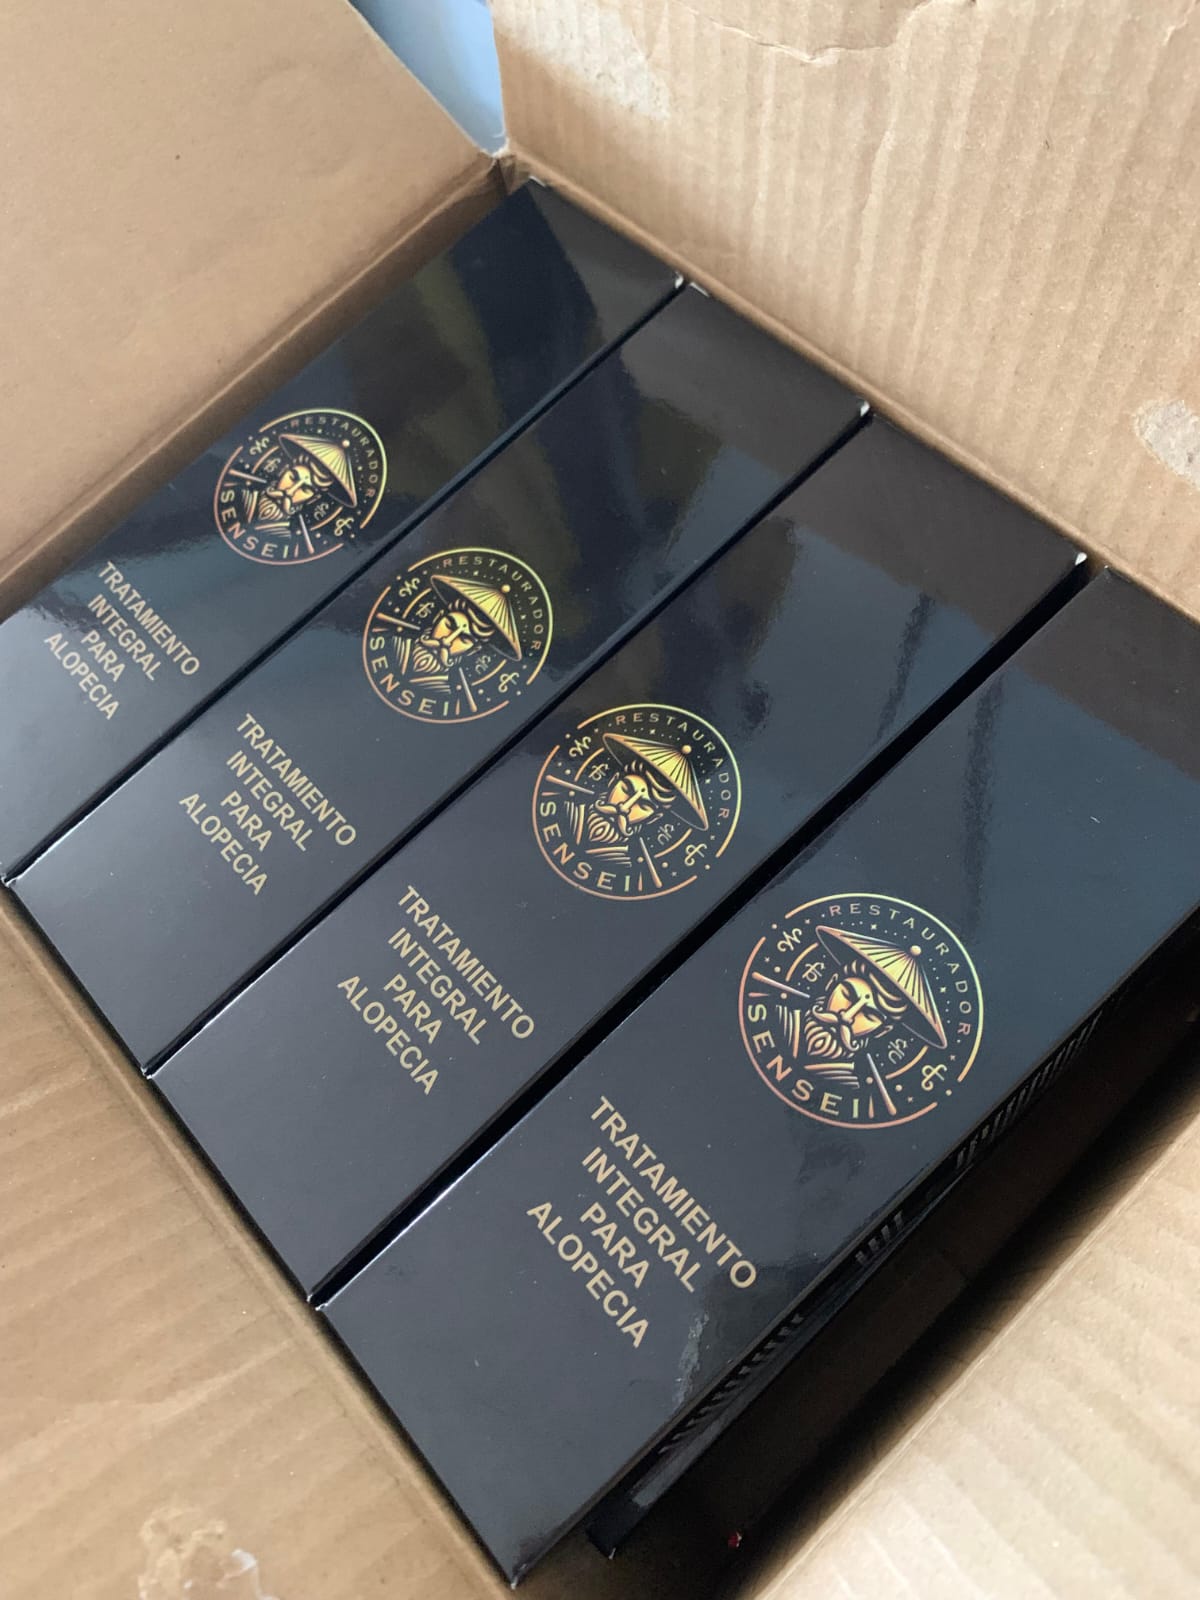 RESTAURADOR
SENSEI
TRATAMIENTO
INTEGRAL
PARA
ALOPECIA
RESTAURADOR
SENSEI
TRATAMIENTO
INTEGRAL
PARA
ALOPECIA
RESTAURADOR
SENSEI
TRATAMIENTO
INTEGRAL
PARA
ALOPECIA
RESTAURADOR
SENSEI
TRATAMIENTO
INTEGRAL
PARA
ALOPECIA